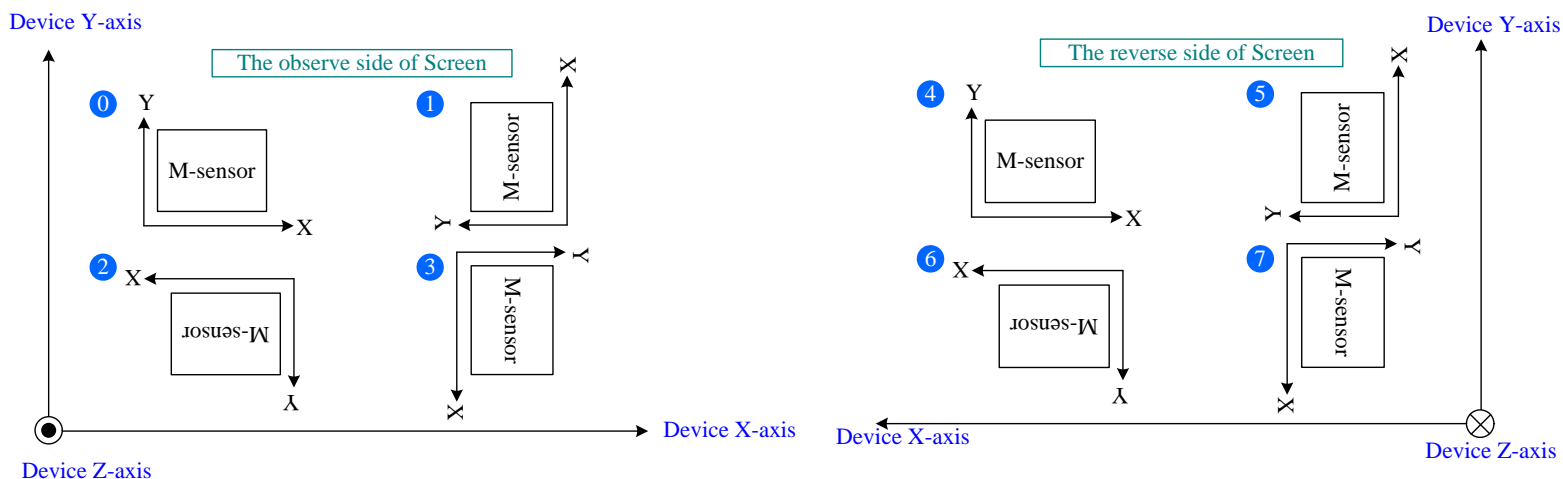 Device Y-axis
The observe side of Screen
0
Y
M-sensor
X
1
X
M-sensor
Y
2
X
M-sensor
Y
3
Y
M-sensor
X
Device X-axis
Device Z-axis
Device Y-axis
The reverse side of Screen
4
Y
M-sensor
X
5
X
M-sensor
Y
6
X
M-sensor
Y
7
Y
M-sensor
X
Device X-axis
Device Z-axis